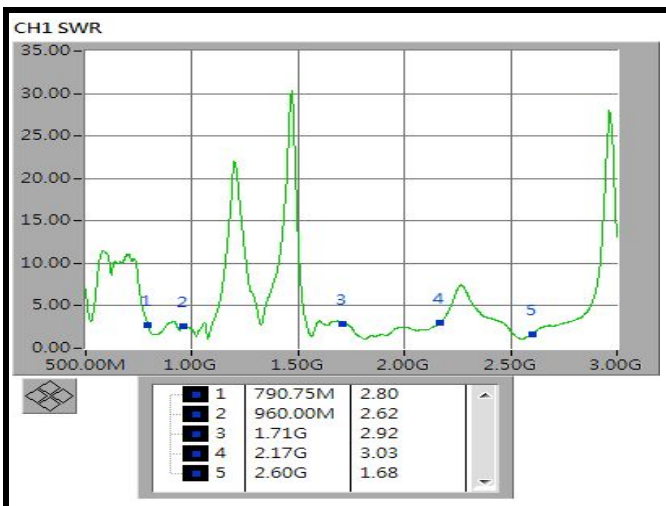 CH1 SWR
35.00
30.00
25.00
20.00
15.00
10.00
5.00
0.00
1 2 3 4 5
500.00M 1.00G 1.50G 2.00G 2.50G 3.00G
1 790.75M 2.80
2 960.00M 2.62
3 1.71G 2.92
4 2.17G 3.03
5 2.60G 1.68